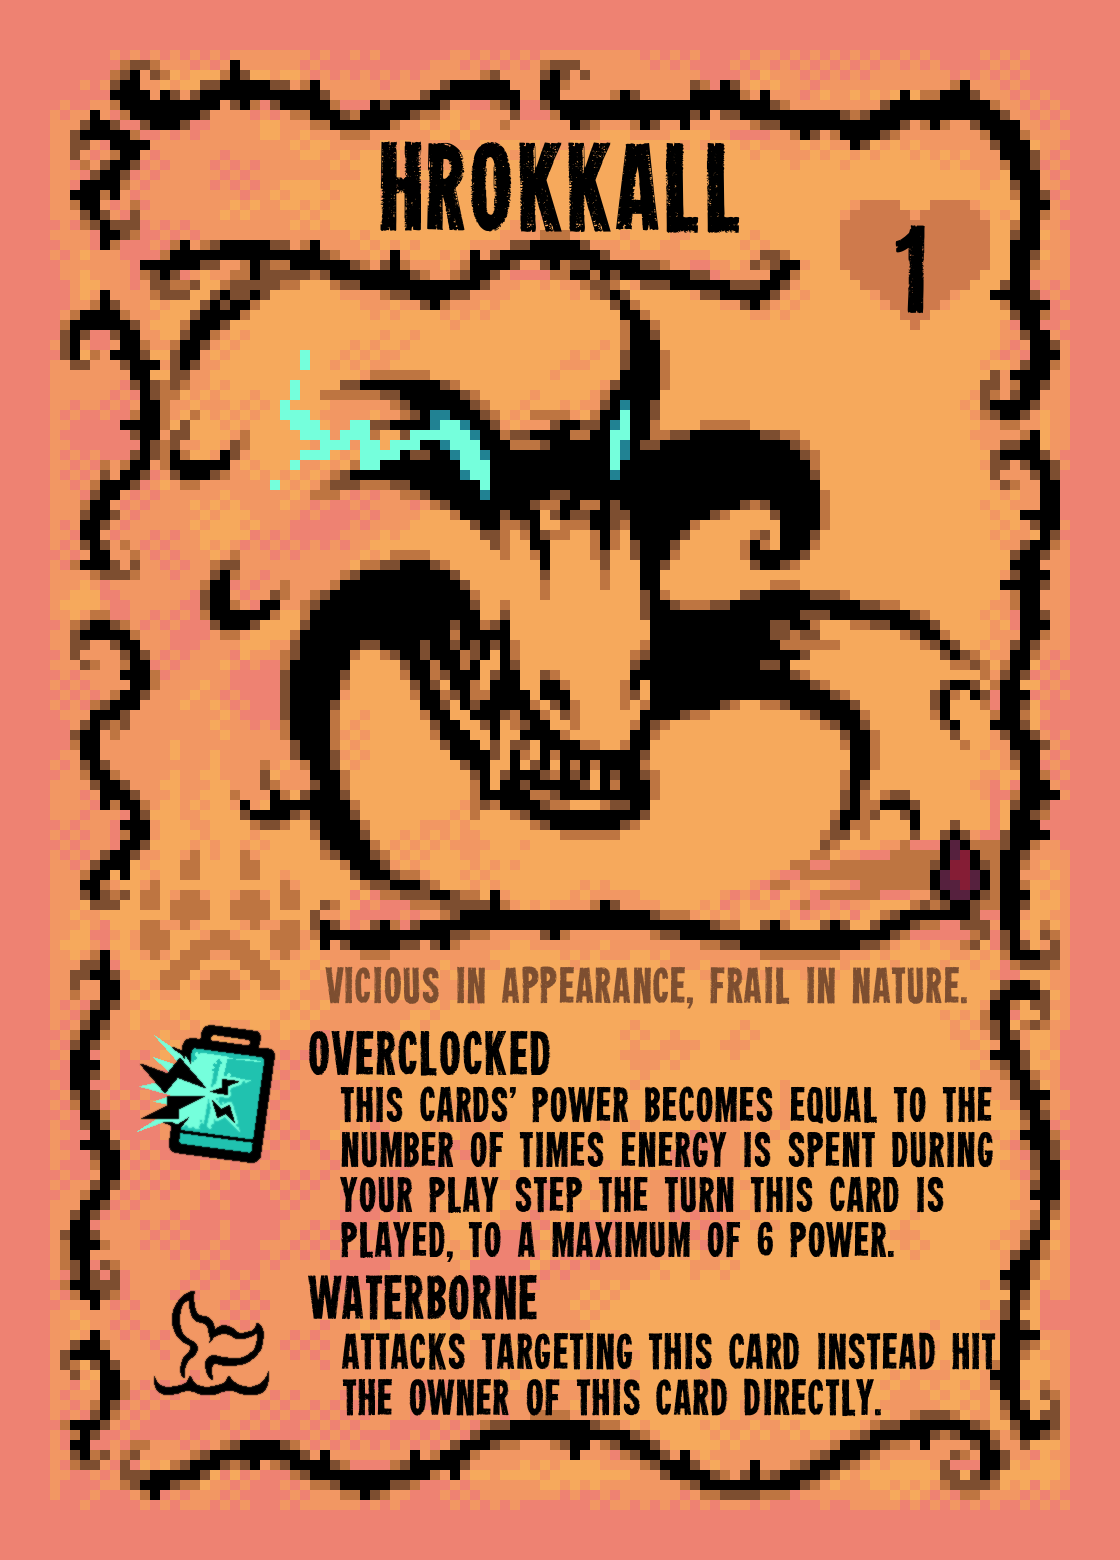 HROKKALL
1
VICIOUS IN APPEARANCE, FRAIL IN NATURE.
OVERCLOCKED
THIS CARDS' POWER BECOMES EQUAL TO THE
NUMBER OF TIMES ENERGY IS SPENT DURING
YOUR PLAY STEP THE TURN THIS CARD IS
PLAYED, TO A MAXIMUM OF 6 POWER.
WATERBORNE
ATTACKS TARGETING THIS CARD INSTEAD HIT
THE OWNER OF THIS CARD DIRECTLY.